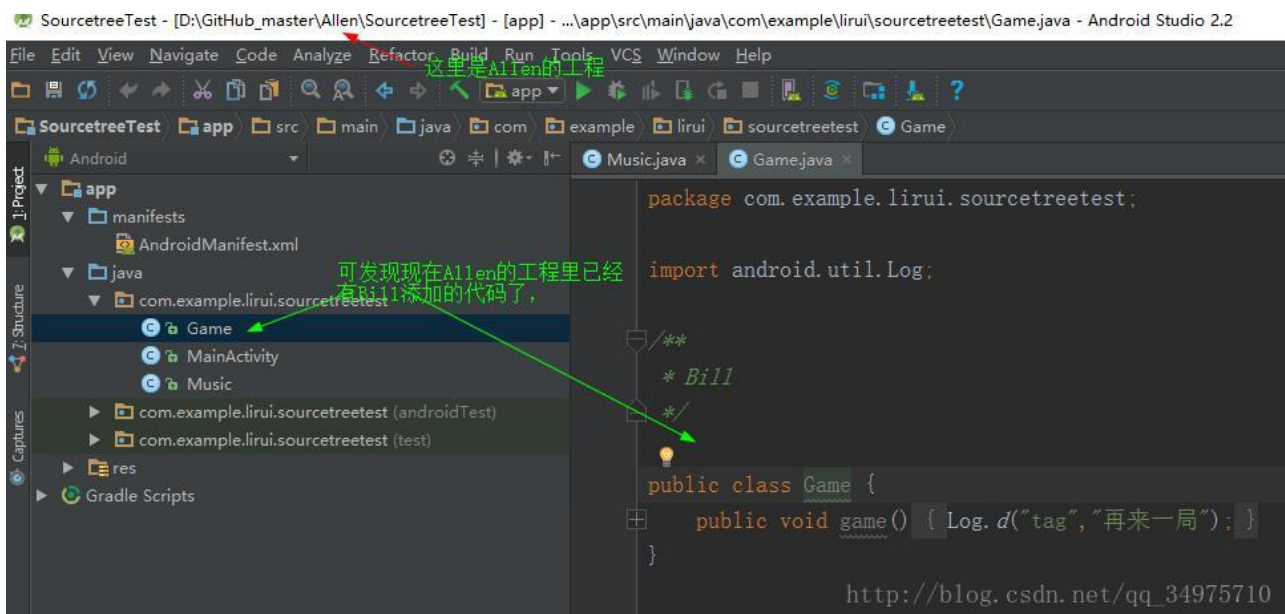 SourcetreeTest - [D:\GitHub_master\Allen\SourcetreeTest] - [app] - ...\app\src\main\java\com\example\lirui\sourcetreetest\Game.java - Android Studio 2.2
File Edit View Navigate Code Analyze Refactor Build Run Tools VCS Window Help
这里是Allen的工程
app
SourcetreeTest app src main java com example lirui sourcetreetest Game
Android
Music.java Game.java
1: Project
7: Structure
Captures
app
manifests
AndroidManifest.xml
java
com.example.lirui.sourcetreetest
Game
MainActivity
Music
com.example.lirui.sourcetreetest (androidTest)
com.example.lirui.sourcetreetest (test)
res
Gradle Scripts
可发现现在Allen的工程里已经
有Bill添加的代码了，
package com.example.lirui.sourcetreetest;
import android.util.Log;
/**
* Bill
*/
public class Game {
public void game() { Log.d("tag","再来一局"); }
}
http://blog.csdn.net/qq_34975710